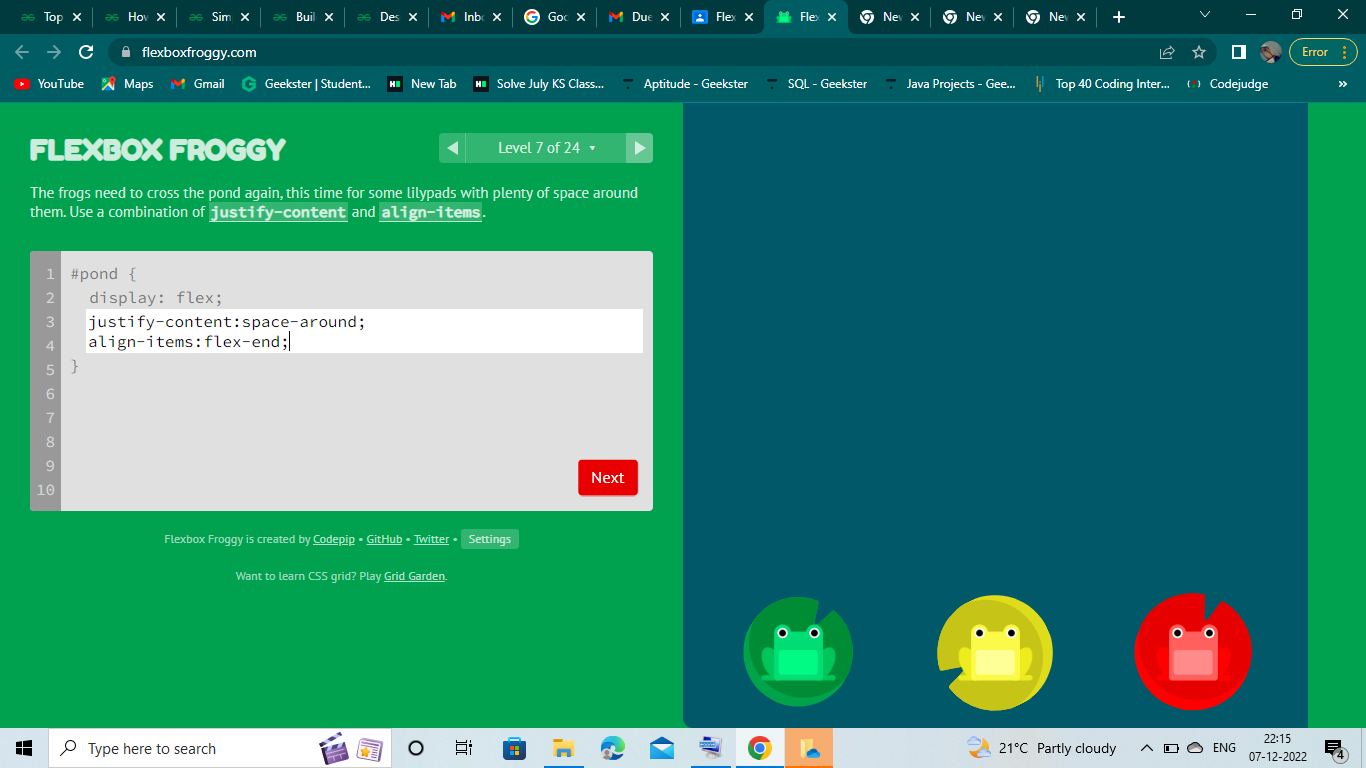 Top
How
Sim
Buil
Des
Inbo
Goo
Due
Flex
Flex
New
New
New
flexboxfroggy.com
Error
YouTube
Maps
Gmail
Geekster | Student...
New Tab
Solve July KS Class...
Aptitude - Geekster
SQL - Geekster
Java Projects - Gee...
Top 40 Coding Inter...
Codejudge
»
FLEXBOX FROGGY
Level 7 of 24
The frogs need to cross the pond again, this time for some lilypads with plenty of space around
them. Use a combination of justify-content and align-items.
1 #pond {
2 display: flex;
3 justify-content:space-around;
4 align-items:flex-end;
5 }
6
7
8
9
10
Next
Flexbox Froggy is created by Codepip • GitHub • Twitter • Settings
Want to learn CSS grid? Play Grid Garden.
Type here to search
21°C Partly cloudy
ENG
22:15
07-12-2022
4